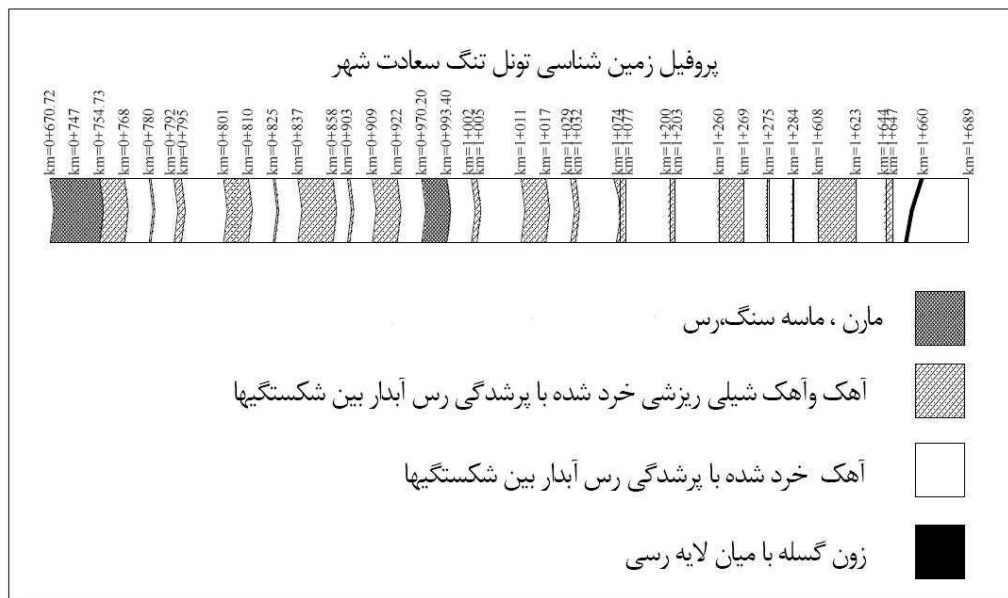 پروفیل زمین شناسی تونل تنگ سعادت شهر
km=0+670.72
km=0+747
km=0+754.73
km=0+768
km=0+780
km=0+792
km=0+795
km=0+801
km=0+810
km=0+825
km=0+837
km=0+858
km=0+903
km=0+909
km=0+922
km=0+970.20
km=0+993.40
km=1+002
km=1+005
km=1+011
km=1+017
km=1+029
km=1+032
km=1+074
km=1+077
km=1+200
km=1+203
km=1+260
km=1+269
km=1+275
km=1+284
km=1+608
km=1+623
km=1+644
km=1+647
km=1+660
km=1+689
مارن ، ماسه سنگ،رس
آهک وآهک شیلی ریزشی خرد شده با پرشدگی رس آبدار بین شکستگیها
آهک خرد شده با پرشدگی رس آبدار بین شکستگیها
زون گسله با میان لایه رسی